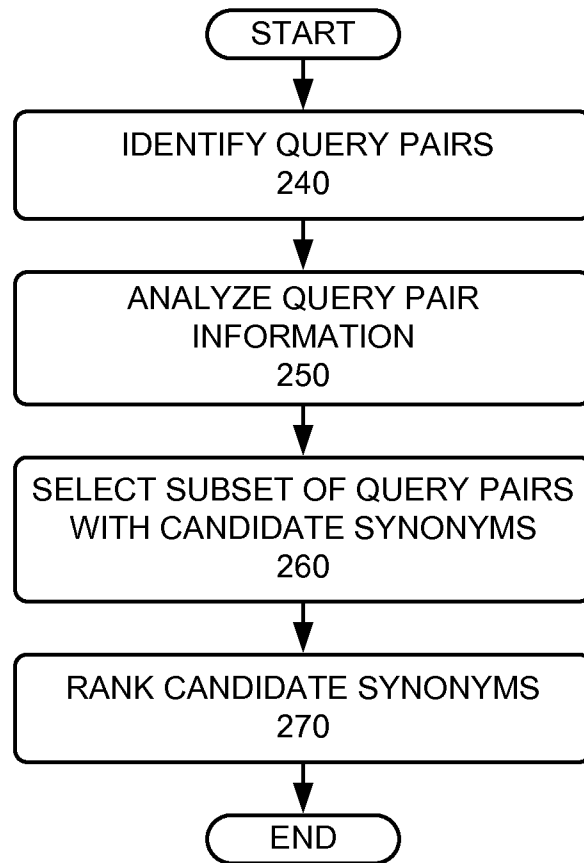 START
IDENTIFY QUERY PAIRS
240
ANALYZE QUERY PAIR
INFORMATION
250
SELECT SUBSET OF QUERY PAIRS
WITH CANDIDATE SYNONYMS
260
RANK CANDIDATE SYNONYMS
270
END